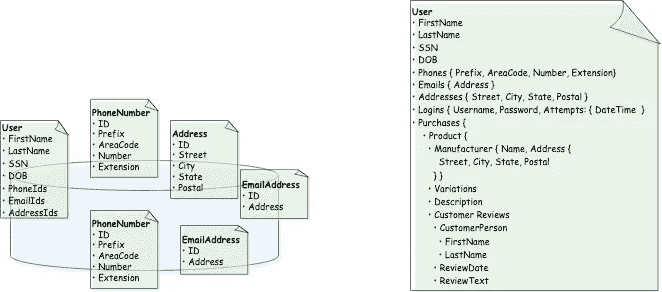 User
• FirstName
• LastName
• SSN
• DOB
• PhoneIds
• EmailIds
• AddressIds
PhoneNumber
• ID
• Prefix
• AreaCode
• Number
• Extension
Address
• ID
• Street
• City
• State
• Postal
EmailAddress
• ID
• Address
PhoneNumber
• ID
• Prefix
• AreaCode
• Number
• Extension
EmailAddress
• ID
• Address
User
• FirstName
• LastName
• SSN
• DOB
• Phones { Prefix, AreaCode, Number, Extension}
• Emails { Address }
• Addresses { Street, City, State, Postal }
• Logins { Username, Password, Attempts: { DateTime }
• Purchases {
• Product {
• Manufacturer { Name, Address {
Street, City, State, Postal
} }
• Variations
• Description
• Customer Reviews
• CustomerPerson
• FirstName
• LastName
• ReviewDate
• ReviewText